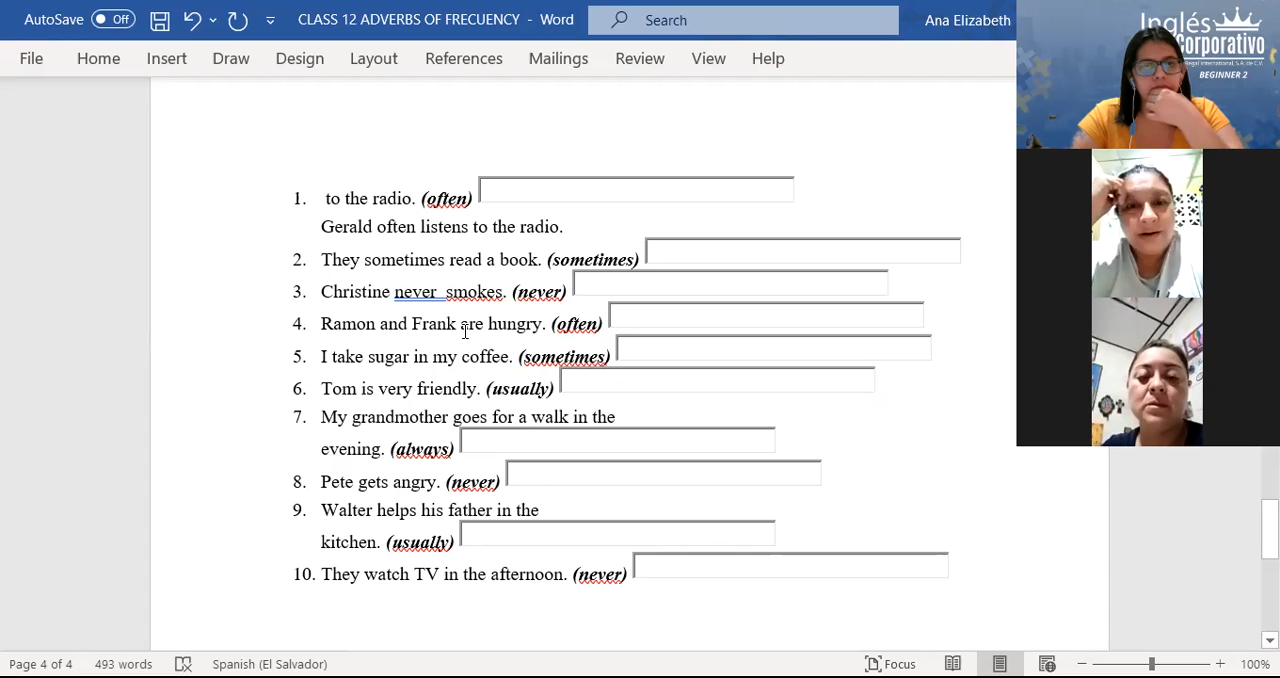 AutoSave Off CLASS 12 ADVERBS OF FRECUENCY - Word Search Ana Elizabeth
File Home Insert Draw Design Layout References Mailings Review View Help
Inglés
Corporativo
BEGINNER 2
1. to the radio. (often)
Gerald often listens to the radio.
2. They sometimes read a book. (sometimes)
3. Christine never smokes. (never)
4. Ramon and Frank are hungry. (often)
5. I take sugar in my coffee. (sometimes)
6. Tom is very friendly. (usually)
7. My grandmother goes for a walk in the
evening. (always)
8. Pete gets angry. (never)
9. Walter helps his father in the
kitchen. (usually)
10. They watch TV in the afternoon. (never)
Page 4 of 4 493 words Spanish (El Salvador) Focus 100%